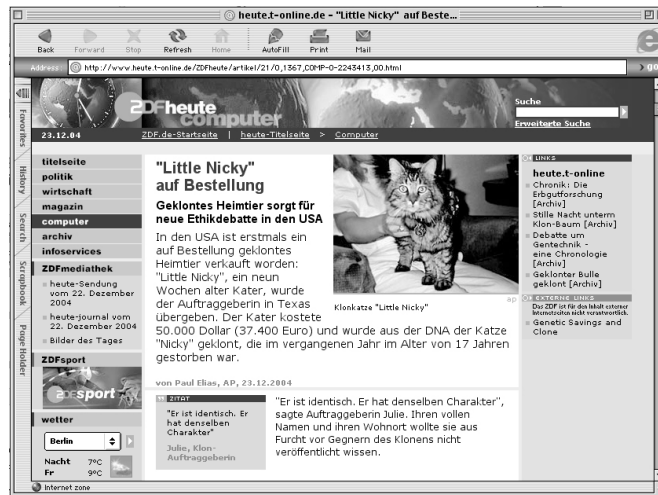 heute.t-online.de – "Little Nicky" auf Beste...
Back Forward Stop Refresh Home AutoFill Print Mail
Address: http://www.heute.t-online.de/ZDFheute/artikel/21/0,1367,COMP-0-2243413,00.html go
Favorites
History
Search
Scrapbook
Page Holder
ZDFheute
computer
Suche
Erweiterte Suche
23.12.04 ZDF.de-Startseite | heute-Titelseite > Computer
titelseite
politik
wirtschaft
magazin
computer
archiv
infoservices
ZDFmediathek
heute-Sendung
vom 22. Dezember
2004
heute-journal vom
22. Dezember 2004
Bilder des Tages
ZDFsport
ZDFsport
wetter
Berlin
Nacht 7°C
Fr 9°C
"Little Nicky"
auf Bestellung
Geklontes Heimtier sorgt für
neue Ethikdebatte in den USA
In den USA ist erstmals ein
auf Bestellung geklontes
Heimtier verkauft worden:
"Little Nicky", ein neun
Wochen alter Kater, wurde
der Auftraggeberin in Texas
übergeben. Der Kater kostete
50.000 Dollar (37.400 Euro) und wurde aus der DNA der Katze
"Nicky" geklont, die im vergangenen Jahr im Alter von 17 Jahren
gestorben war.
ap
Klonkatze "Little Nicky"
von Paul Elias, AP, 23.12.2004
ZITAT
"Er ist identisch. Er
hat denselben
Charakter"
Julie, Klon-
Auftraggeberin
"Er ist identisch. Er hat denselben Charakter",
sagte Auftraggeberin Julie. Ihren vollen
Namen und ihren Wohnort wollte sie aus
Furcht vor Gegnern des Klonens nicht
veröffentlicht wissen.
LINKS
heute.t-online
Chronik: Die
Erbgutforschung
[Archiv]
Stille Nacht unterm
Klon-Baum [Archiv]
Debatte um
Gentechnik -
eine Chronologie
[Archiv]
Geklonter Bulle
geklont [Archiv]
EXTERNE LINKS
Das ZDF ist für den Inhalt externer
Internetseiten nicht verantwortlich.
Genetic Savings and
Clone
Internet zone